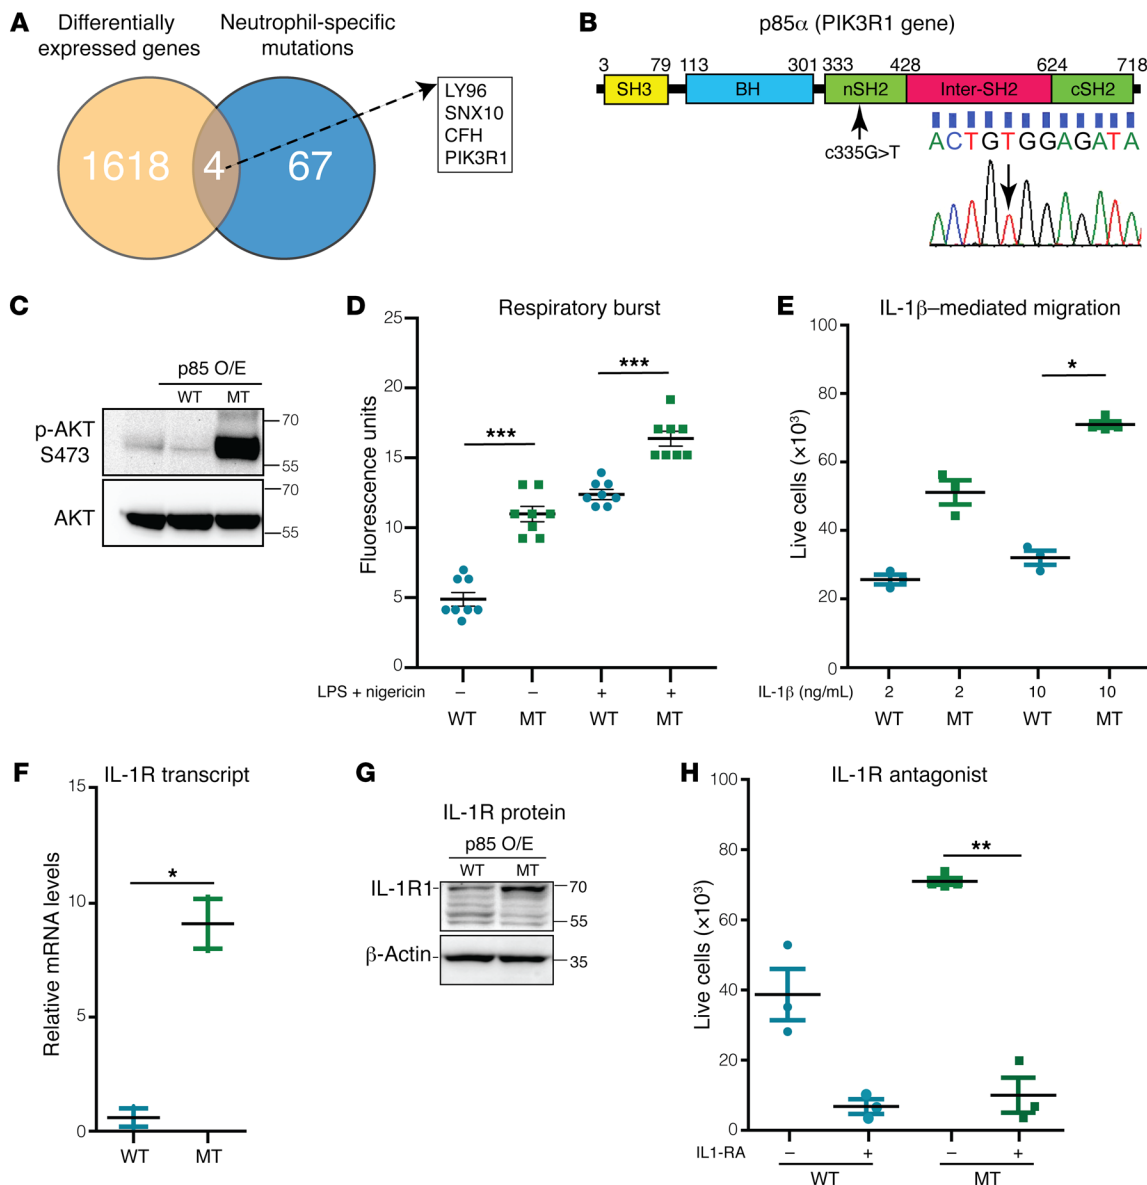 A
Differentially
expressed genes
Neutrophil-specific
mutations
1618
4
67
LY96
SNX10
CFH
PIK3R1
B
p85α (PIK3R1 gene)
3 79 113 301 333 428 624 718
SH3 BH nSH2 Inter-SH2 cSH2
c335G>T
A C T G T G G A G A T A
C
p85 O/E
WT MT
p-AKT
S473
70
55
AKT
70
55
D
Respiratory burst
***
***
Fluorescence units
25
20
15
10
5
0
LPS + nigericin – – + +
WT MT WT MT
E
IL-1β–mediated migration
*
Live cells (×10³)
100
80
60
40
20
0
IL-1β (ng/mL) 2 2 10 10
WT MT WT MT
F
IL-1R transcript
*
Relative mRNA levels
15
10
5
0
WT MT
G
IL-1R protein
p85 O/E
WT MT
IL-1R1
70
55
β-Actin
35
H
IL-1R antagonist
**
Live cells (×10³)
100
80
60
40
20
0
IL1-RA – + – +
WT MT